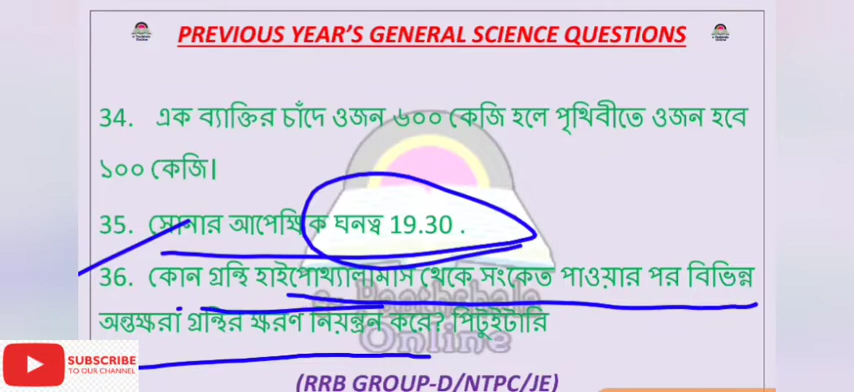 PREVIOUS YEAR'S GENERAL SCIENCE QUESTIONS
34. এক ব্যাক্তির চাঁদে ওজন ৬০০ কেজি হলে পৃথিবীতে ওজন হবে
১০০ কেজি।
35. সোনার আপেক্ষিক ঘনত্ব 19.30 .
36. কোন গ্রন্থি হাইপোথ্যালামাস থেকে সংকেত পাওয়ার পর বিভিন্ন
অন্তক্ষরা গ্রন্থির ক্ষরণ নিয়ন্ত্রন করে? পিটুইটারি
Online
SUBSCRIBE
TO OUR CHANNEL
(RRB GROUP-D/NTPC/JE)